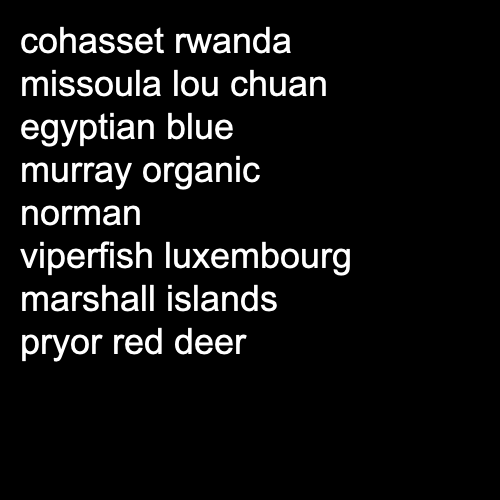 cohasset rwanda
missoula lou chuan
egyptian blue
murray organic
norman
viperfish luxembourg
marshall islands
pryor red deer